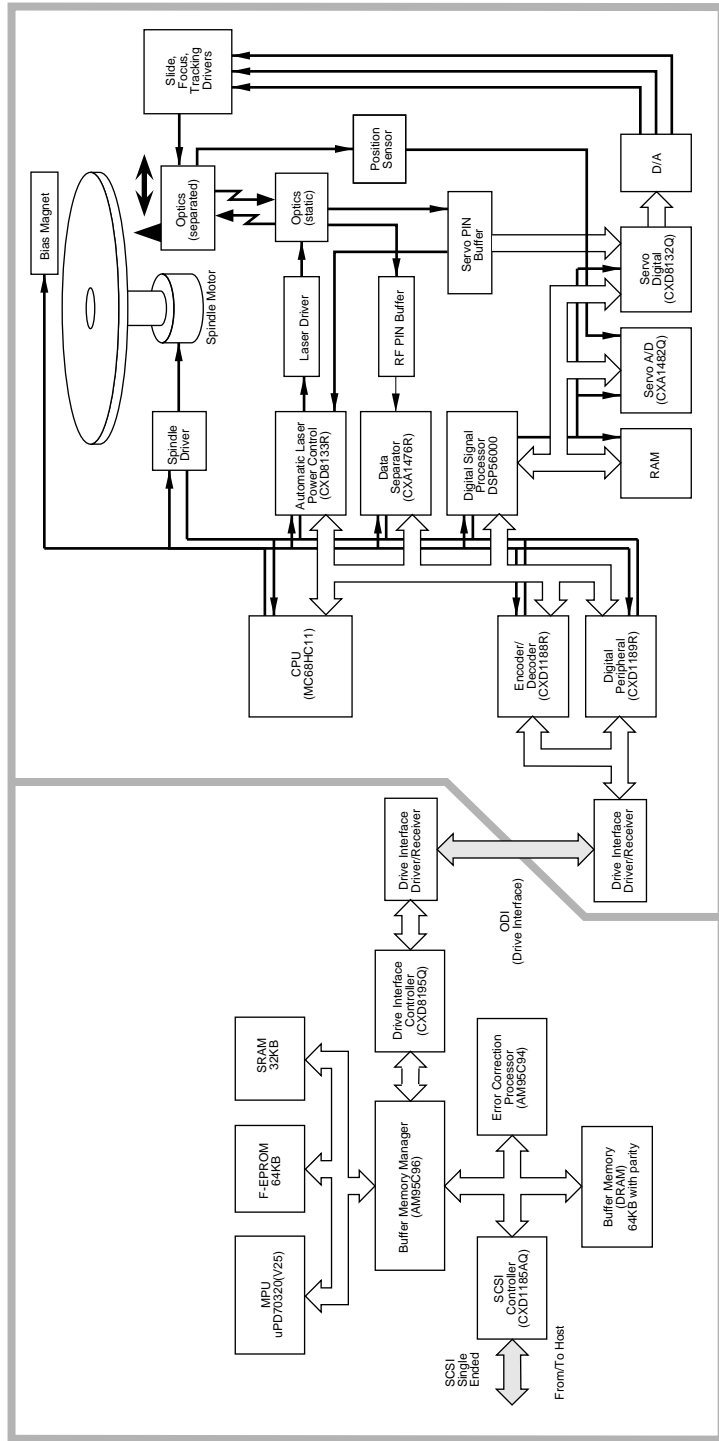 MPU
uPD70320(V25)
F-EPROM
64KB
SRAM
32KB
Buffer Memory Manager
(AM95C96)
Drive Interface
Controller
(CXD8195Q)
Drive Interface
Driver/Receiver
SCSI
Single
Ended
From/To Host
SCSI
Controller
(CXD1185AQ)
Error Correction
Processor
(AM95C94)
Buffer Memory
(DRAM)
64KB with parity
ODI
(Drive Interface)
Drive Interface
Driver/Receiver
CPU
(MC68HC11)
Encoder/
Decoder
(CXD1188R)
Digital
Peripheral
(CXD1189R)
Bias Magnet
Spindle Motor
Spindle
Driver
Automatic Laser
Power Control
(CXD8133R)
Data
Separator
(CXA1476R)
Digital Signal
Processor
DSP56000
Laser Driver
RF PIN Buffer
RAM
Servo A/D
(CXA1482Q)
Servo
Digital
(CXD8132Q)
Slide,
Focus,
Tracking
Drivers
Optics
(separated)
Optics
(static)
Position
Sensor
Servo PIN
Buffer
D/A